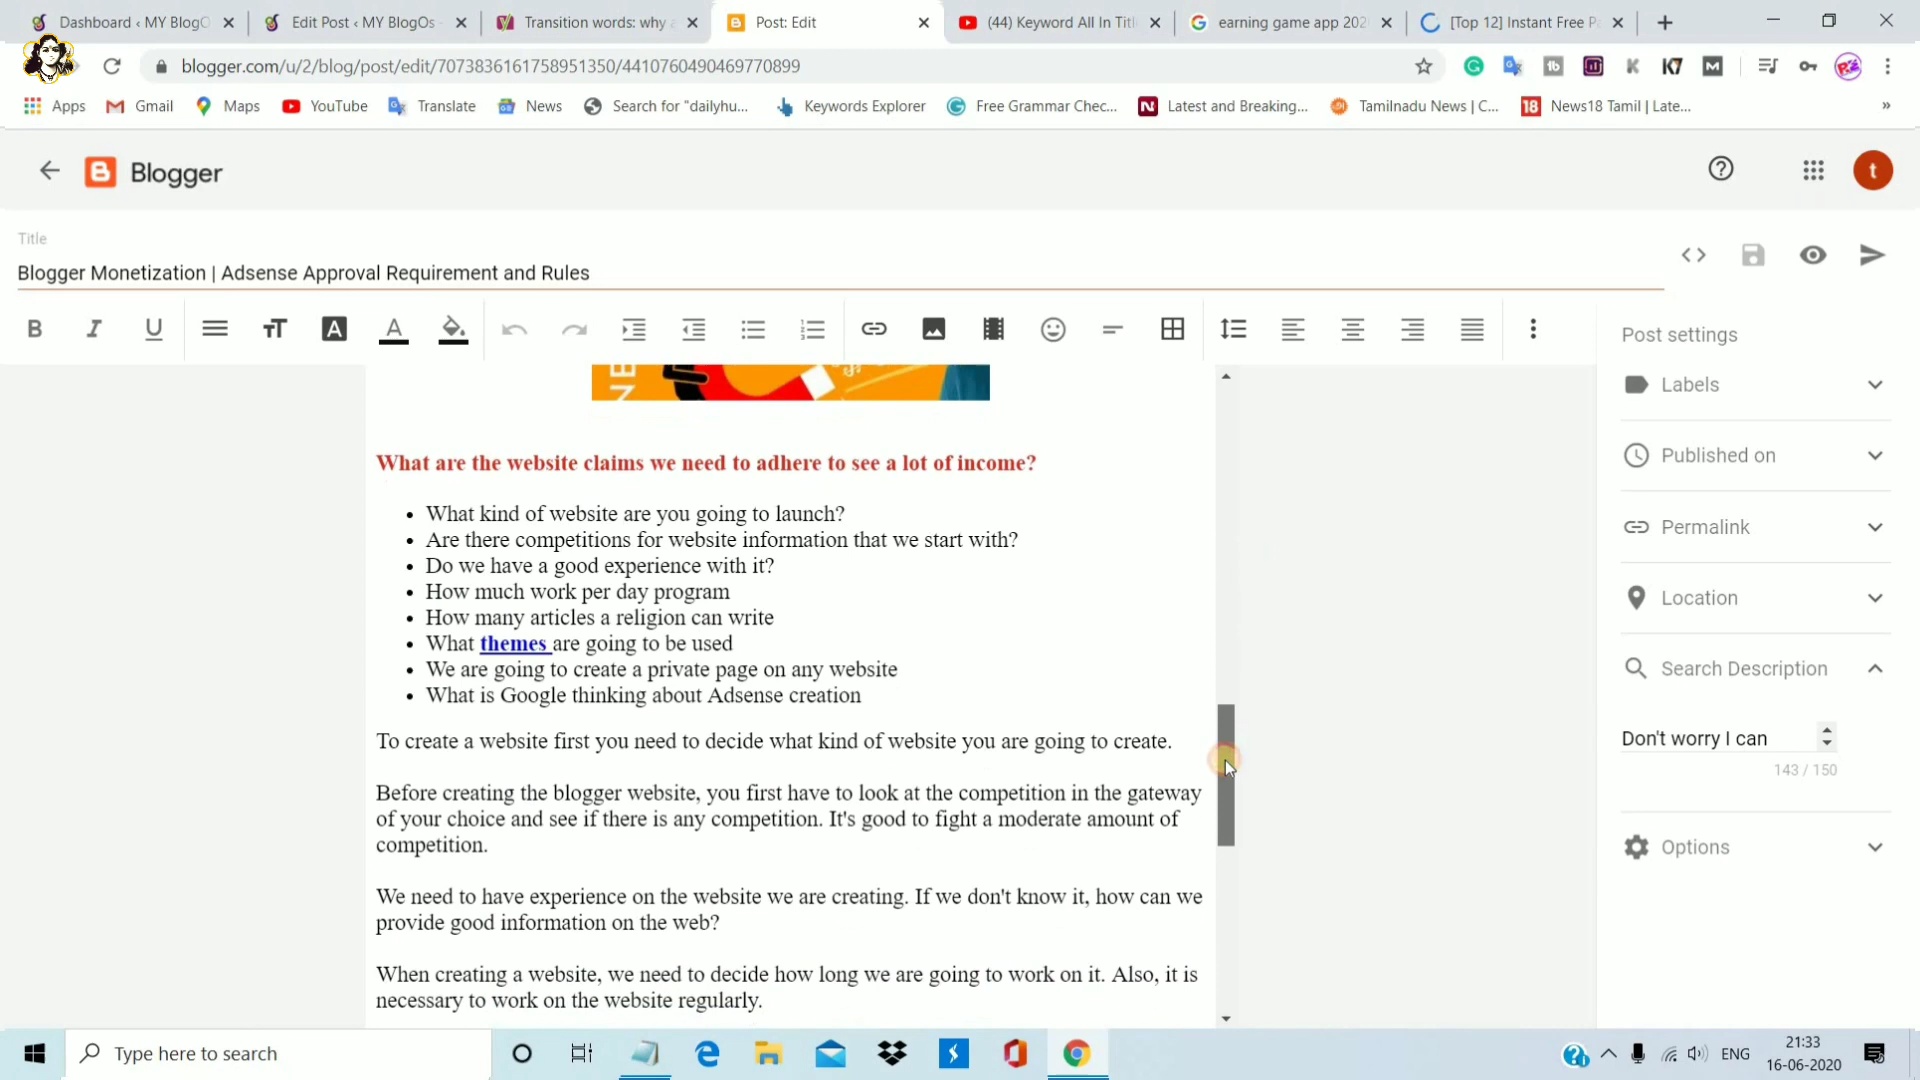 Dashboard ‹ MY BlogO
Edit Post ‹ MY BlogOs
Transition words: why a
Post: Edit
(44) Keyword All In Titl
earning game app 202
[Top 12] Instant Free P
blogger.com/u/2/blog/post/edit/7073836161758951350/4410760490469770899
Apps
Gmail
Maps
YouTube
Translate
News
Search for "dailyhu...
Keywords Explorer
Free Grammar Chec...
Latest and Breaking...
Tamilnadu News | C...
News18 Tamil | Late...
Blogger
t
Title
Blogger Monetization | Adsense Approval Requirement and Rules
Post settings
Labels
Published on
Permalink
Location
Search Description
Don't worry I can
143 / 150
Options
What are the website claims we need to adhere to see a lot of income?
• What kind of website are you going to launch?
• Are there competitions for website information that we start with?
• Do we have a good experience with it?
• How much work per day program
• How many articles a religion can write
• What themes are going to be used
• We are going to create a private page on any website
• What is Google thinking about Adsense creation
To create a website first you need to decide what kind of website you are going to create.
Before creating the blogger website, you first have to look at the competition in the gateway
of your choice and see if there is any competition. It's good to fight a moderate amount of
competition.
We need to have experience on the website we are creating. If we don't know it, how can we
provide good information on the web?
When creating a website, we need to decide how long we are going to work on it. Also, it is
necessary to work on the website regularly.
Type here to search
ENG
21:33
16-06-2020